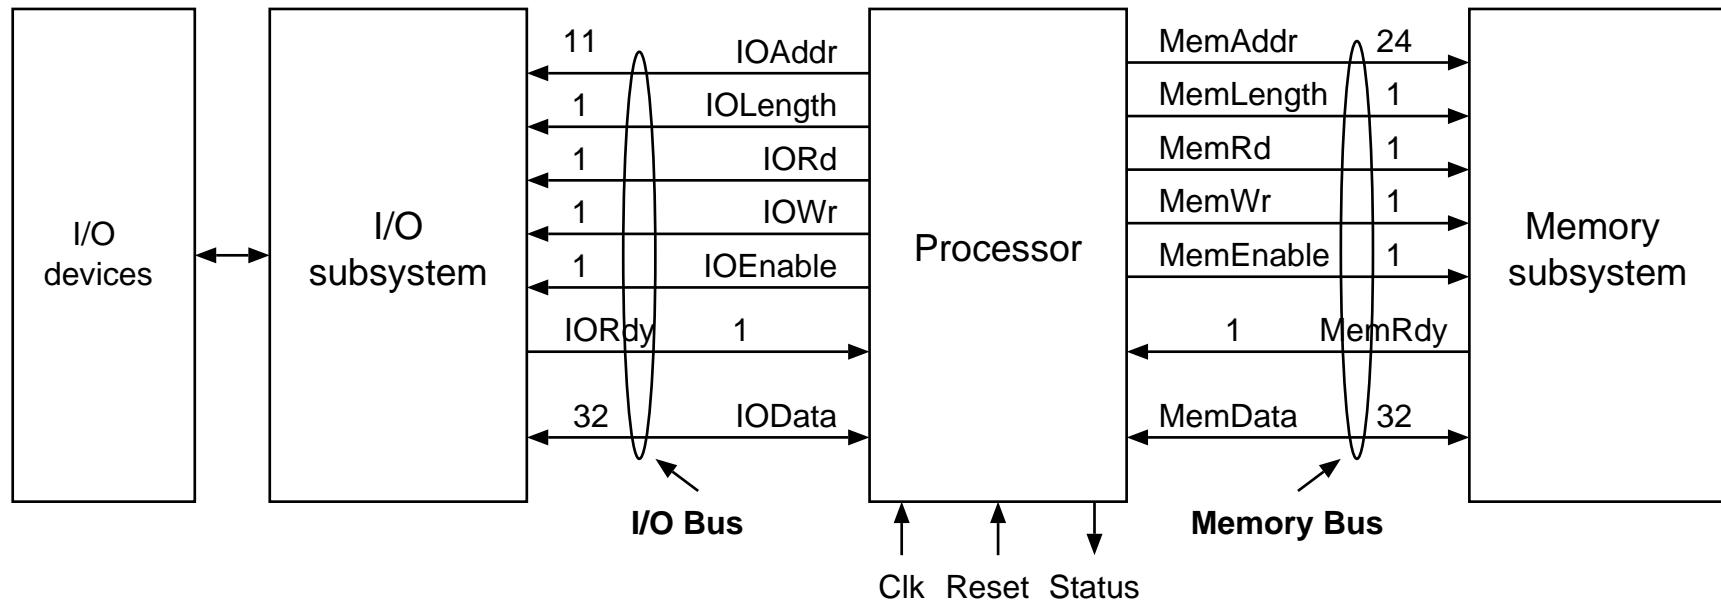 11 IOAddr
1 IOLength
1 IORd
1 IOWr
1 IOEnable
IORdy 1
32 IOData
I/O
devices
I/O
subsystem
Processor
MemAddr 24
MemLength 1
MemRd 1
MemWr 1
MemEnable 1
1 MemRdy
MemData 32
Memory
subsystem
I/O Bus
Memory Bus
Clk Reset Status